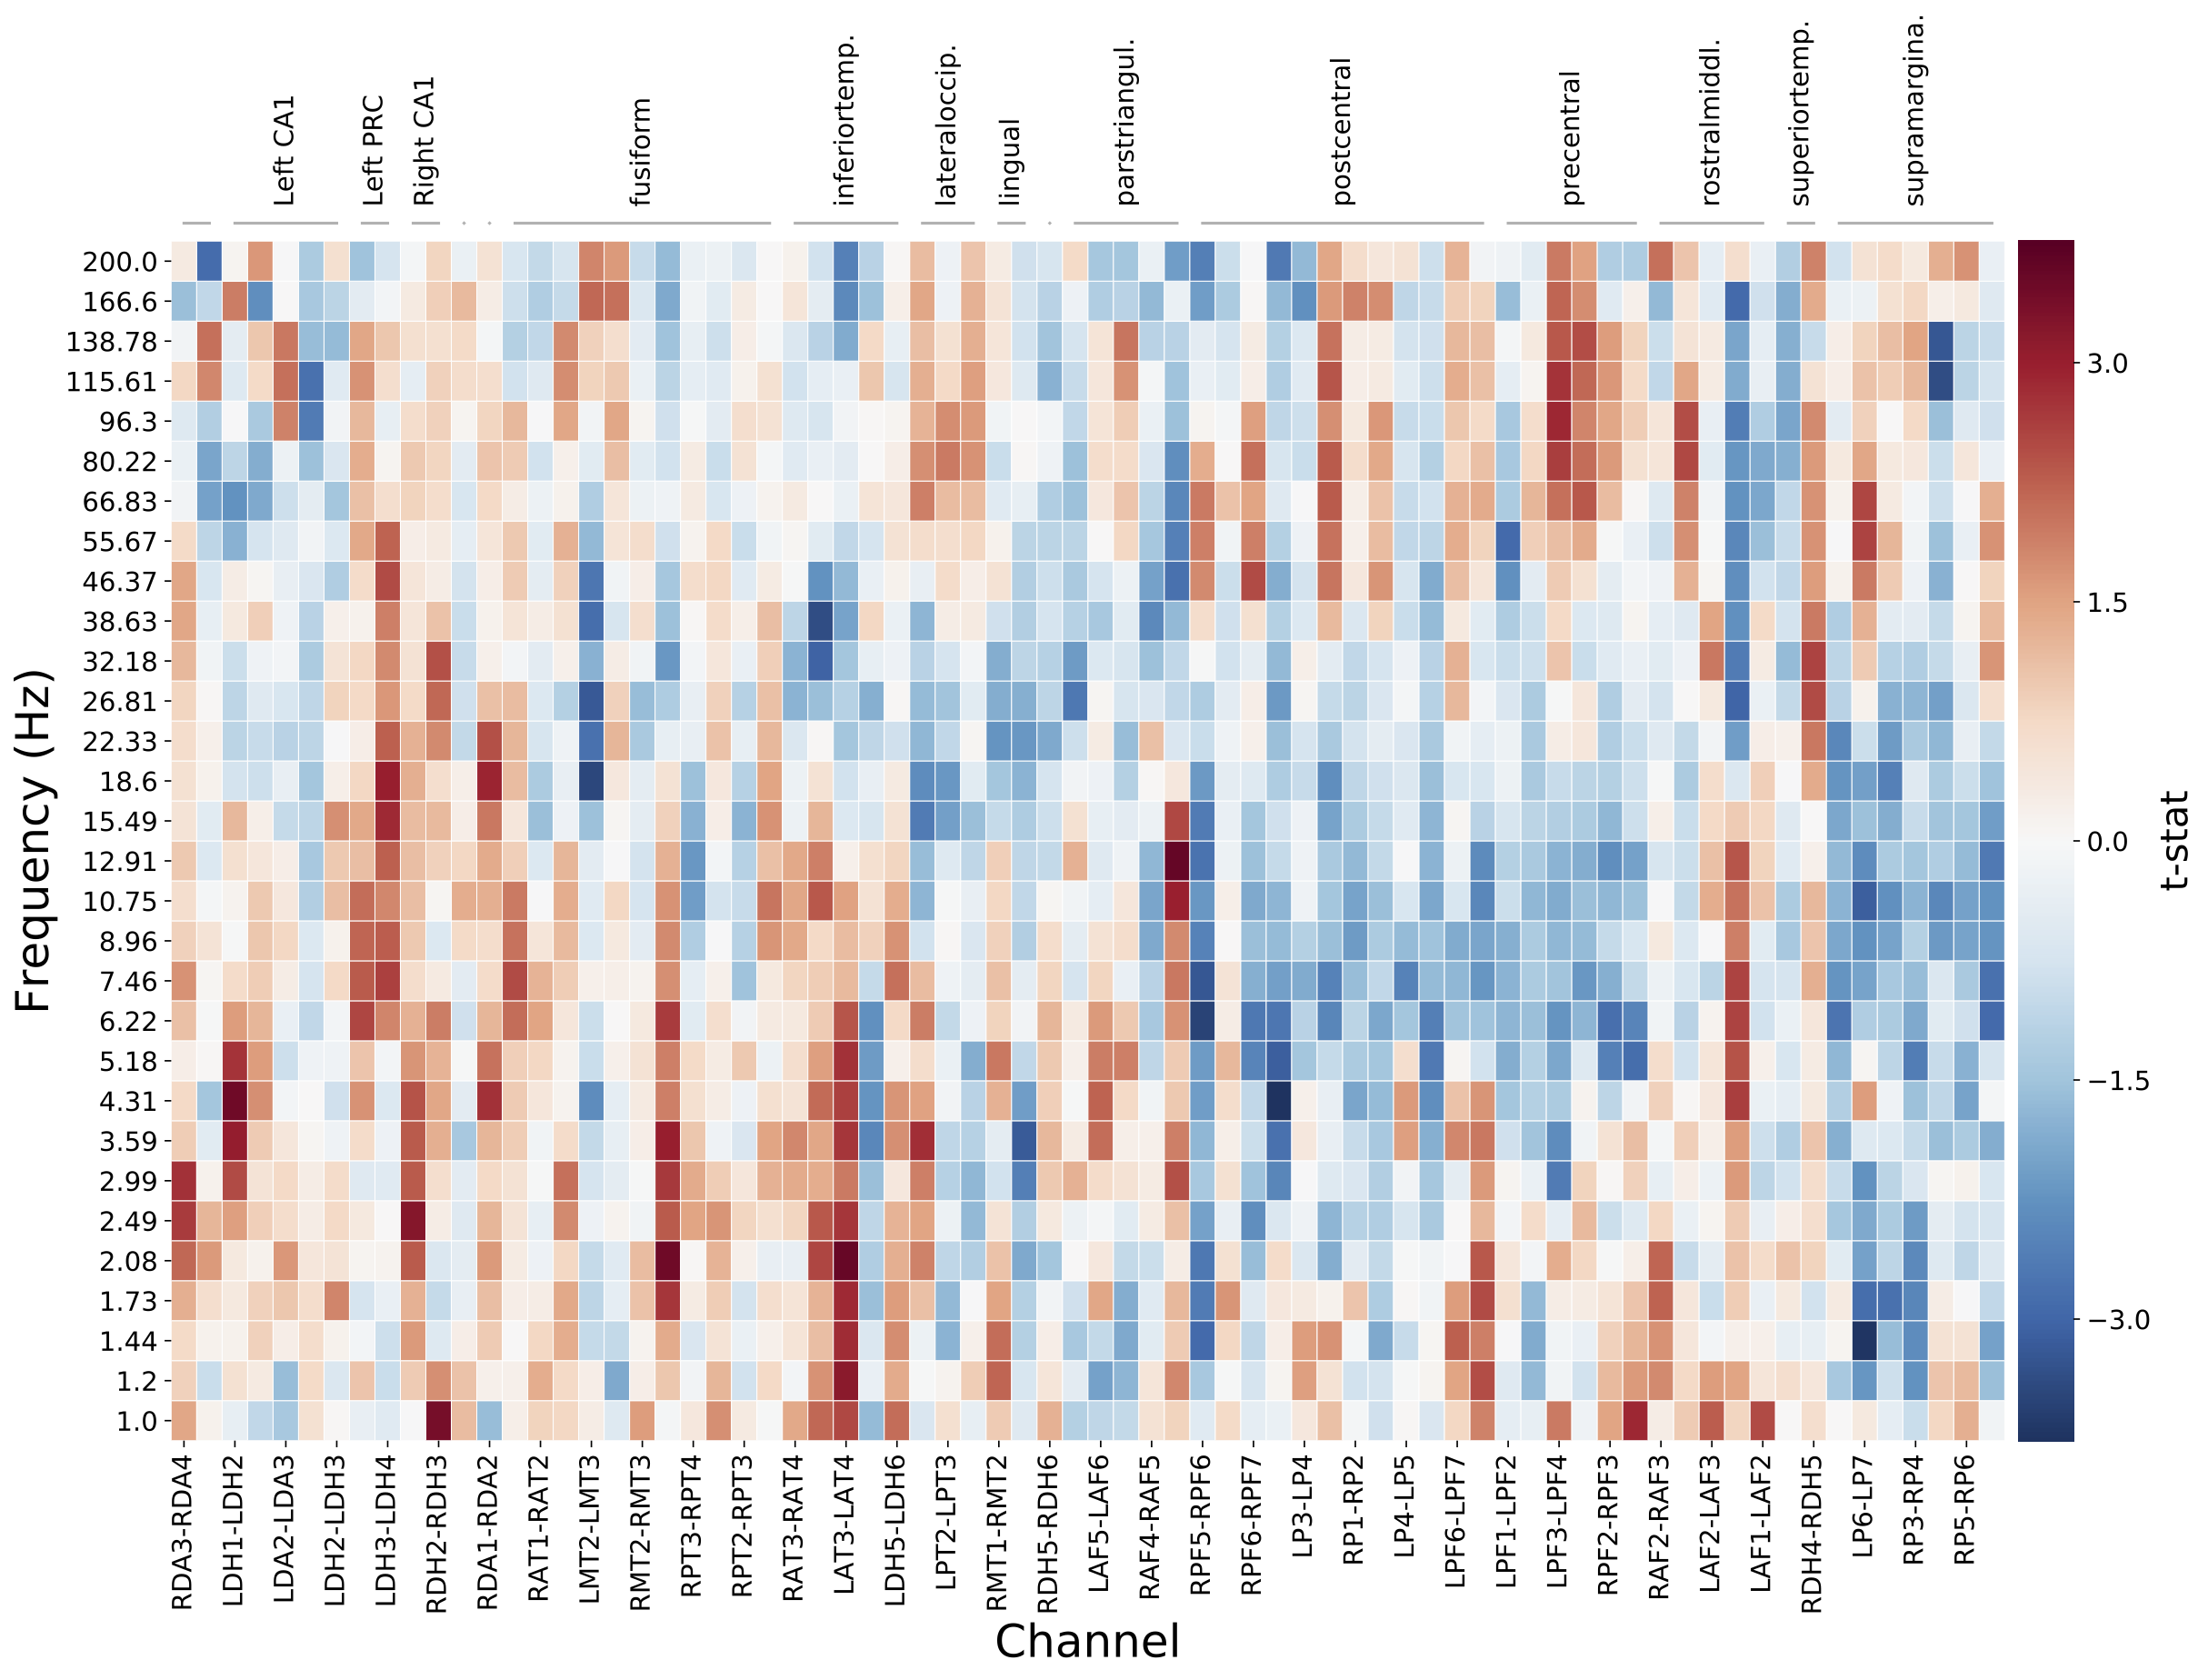 Left CA1
Left PRC
Right CA1
fusiform
inferiortemp.
lateraloccip.
lingual
parstriangul.
postcentral
precentral
rostralmiddl.
superiortemp.
supramargina.
Frequency (Hz)
200.0
166.6
138.78
115.61
96.3
80.22
66.83
55.67
46.37
38.63
32.18
26.81
22.33
18.6
15.49
12.91
10.75
8.96
7.46
6.22
5.18
4.31
3.59
2.99
2.49
2.08
1.73
1.44
1.2
1.0
RDA3-RDA4
LDH1-LDH2
LDA2-LDA3
LDH2-LDH3
LDH3-LDH4
RDH2-RDH3
RDA1-RDA2
RAT1-RAT2
LMT2-LMT3
RMT2-RMT3
RPT3-RPT4
RPT2-RPT3
RAT3-RAT4
LAT3-LAT4
LDH5-LDH6
LPT2-LPT3
RMT1-RMT2
RDH5-RDH6
LAF5-LAF6
RAF4-RAF5
RPF5-RPF6
RPF6-RPF7
LP3-LP4
RP1-RP2
LP4-LP5
LPF6-LPF7
LPF1-LPF2
LPF3-LPF4
RPF2-RPF3
RAF2-RAF3
LAF2-LAF3
LAF1-LAF2
RDH4-RDH5
LP6-LP7
RP3-RP4
RP5-RP6
Channel
3.0
1.5
0.0
−1.5
−3.0
t-stat